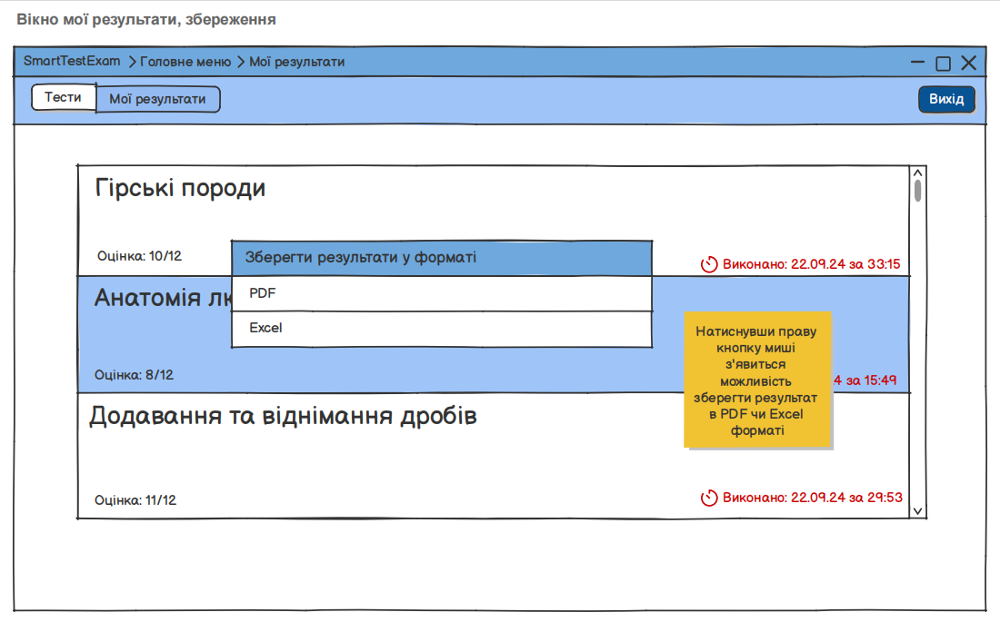 Вікно мої результати, збереження
SmartTestExam > Головне меню > Мої результати
Тести
Мої результати
Вихід
Гірські породи
Оцінка: 10/12
Виконано: 22.09.24 за 33:15
Зберегти результати у форматі
PDF
Excel
Анатомія
Оцінка: 8/12
4 за 15:49
Натиснувши праву
кнопку миші
з'явиться
можливість
зберегти результат
в PDF чи Excel
форматі
Додавання та віднімання дробів
Оцінка: 11/12
Виконано: 22.09.24 за 29:53